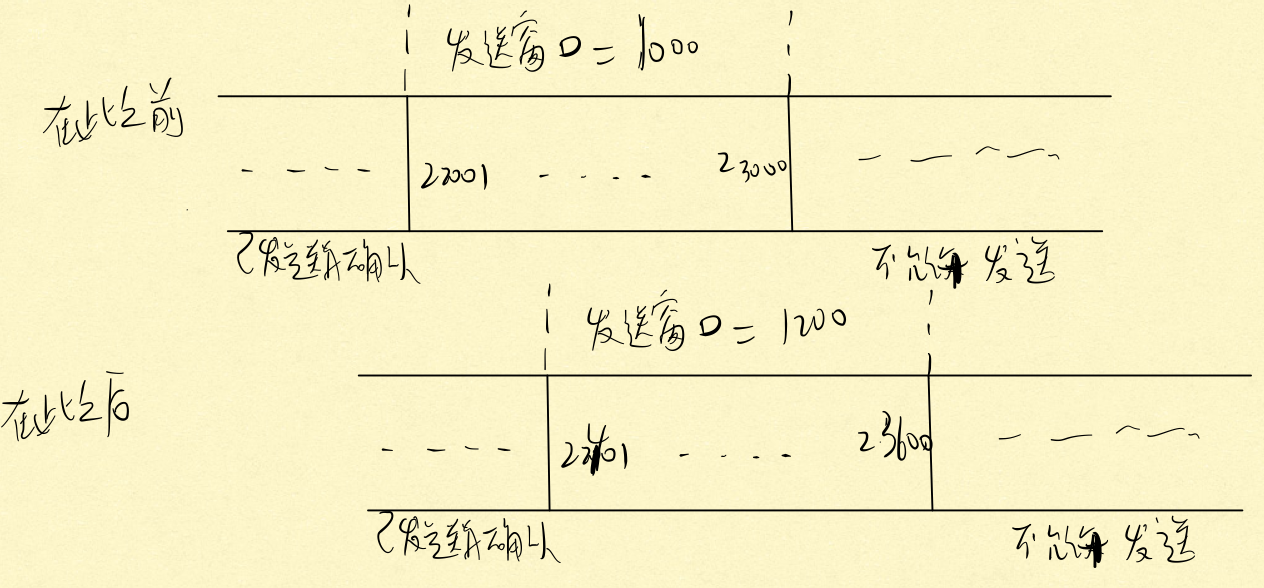 发送窗口=1000
在此之前
22001 23000
已发送并确认 不允许发送
发送窗口=1200
在此之后
22401 23600
已发送并确认 不允许发送